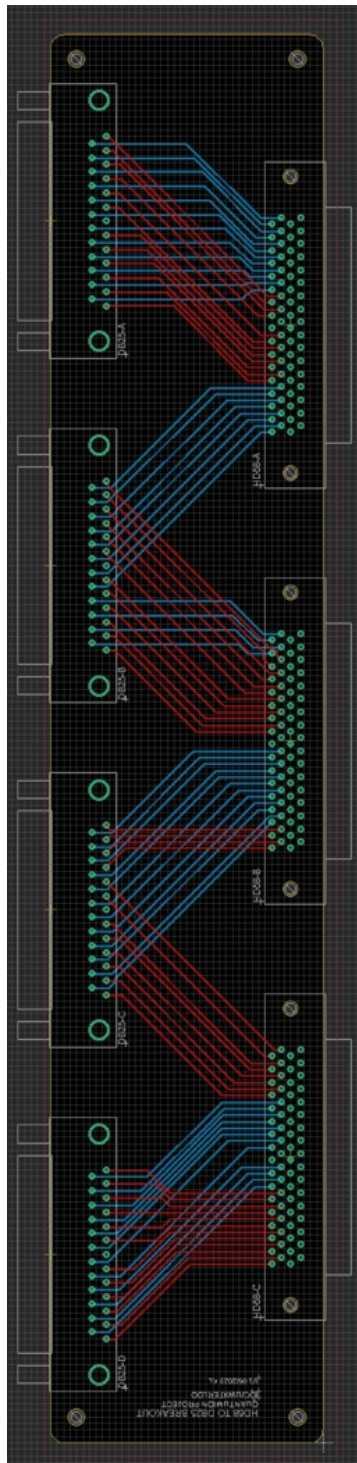 DB25-A
HD68-A
DB25-B
HD68-B
DB25-C
HD68-C
DB25-D
HD68 TO DB25 BREAKOUT
QUANTUMION PROJECT